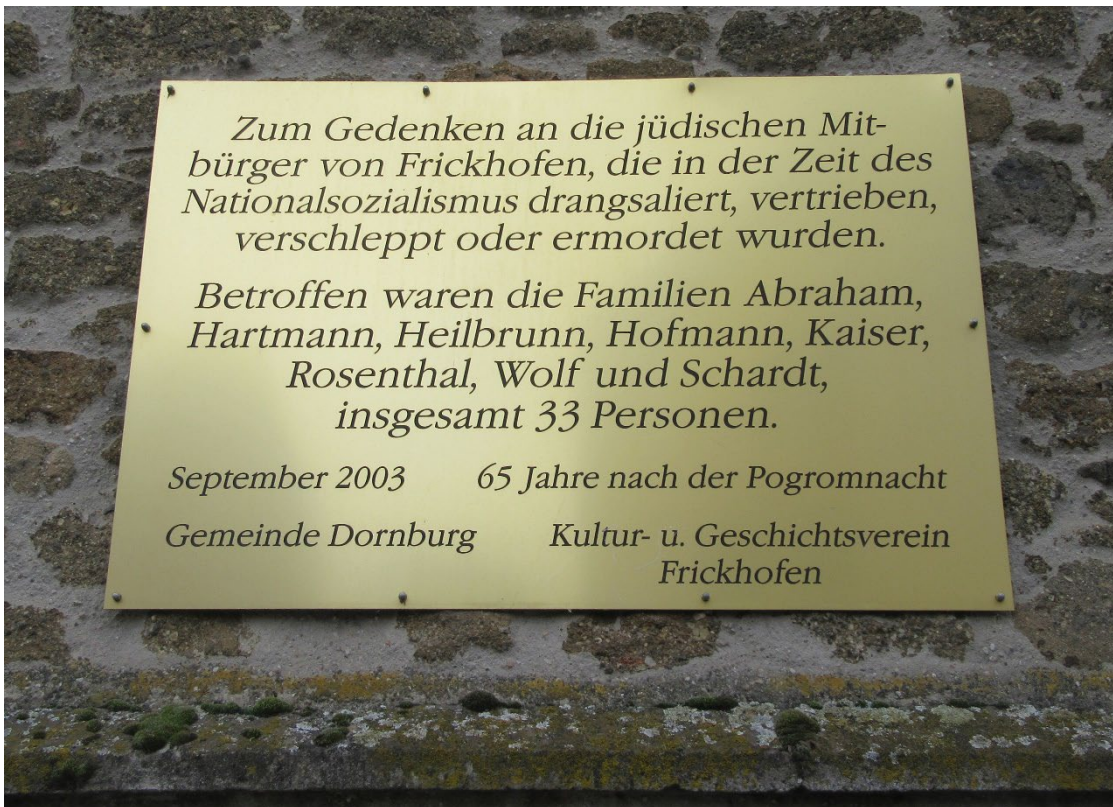 Zum Gedenken an die jüdischen Mit-
bürger von Frickhofen, die in der Zeit des
Nationalsozialismus drangsaliert, vertrieben,
verschleppt oder ermordet wurden.
Betroffen waren die Familien Abraham,
Hartmann, Heilbrunn, Hofmann, Kaiser,
Rosenthal, Wolf und Schardt,
insgesamt 33 Personen.
September 2003 65 Jahre nach der Pogromnacht
Gemeinde Dornburg Kultur- u. Geschichtsverein
Frickhofen